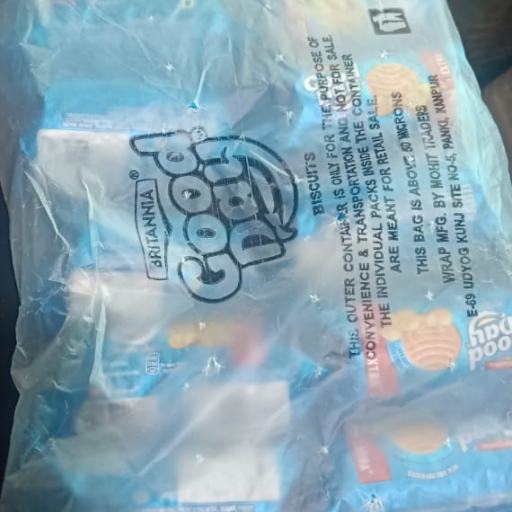 BRITANNIA ®
Good
Day
BISCUITS
THIS OUTER CONTAINER IS ONLY FOR THE PURPOSE OF
CONVENIENCE & TRANSPORTATION AND NOT FOR SALE.
THE INDIVIDUAL PACKS INSIDE THE CONTAINER
ARE MEANT FOR RETAIL SALE.
THIS BAG IS ABOVE 50 MICRONS
WRAP MFG. BY MOHIT TRADERS
E-69 UDYOG KUNJ SITE NO-5, PANKI, KANPUR
Good
Day